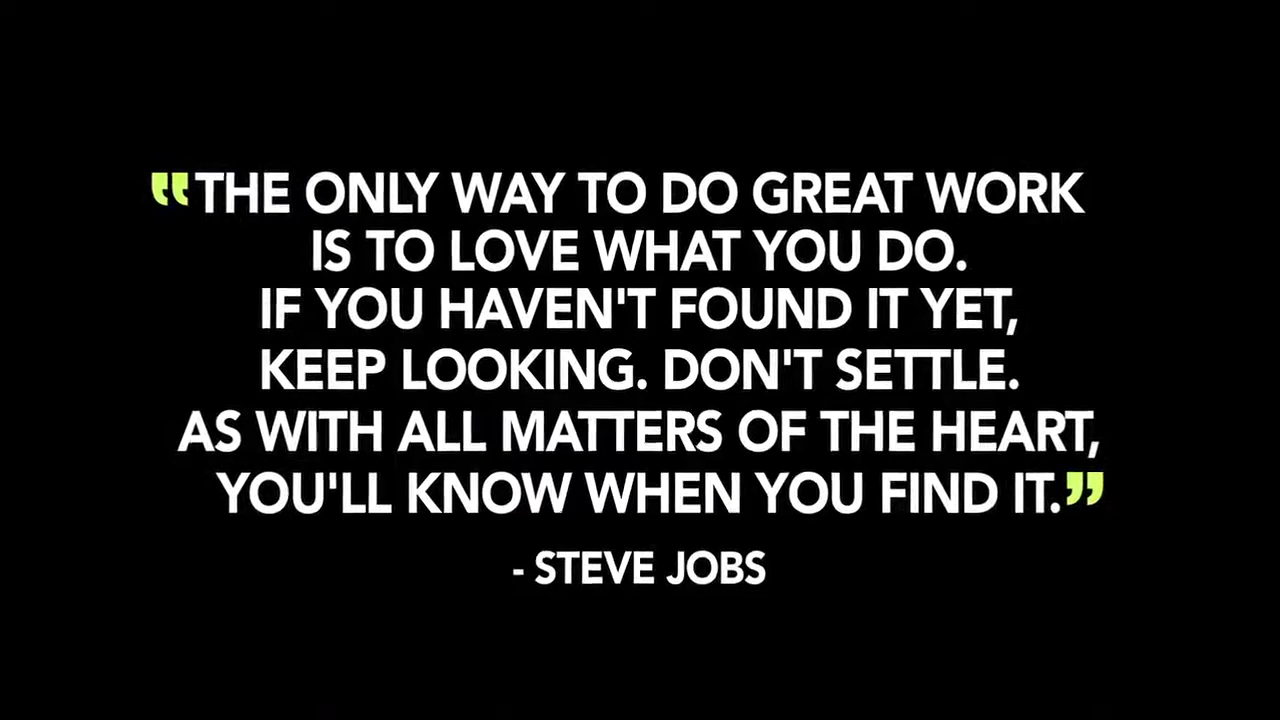 “THE ONLY WAY TO DO GREAT WORK
IS TO LOVE WHAT YOU DO.
IF YOU HAVEN'T FOUND IT YET,
KEEP LOOKING. DON'T SETTLE.
AS WITH ALL MATTERS OF THE HEART,
YOU'LL KNOW WHEN YOU FIND IT.”
- STEVE JOBS